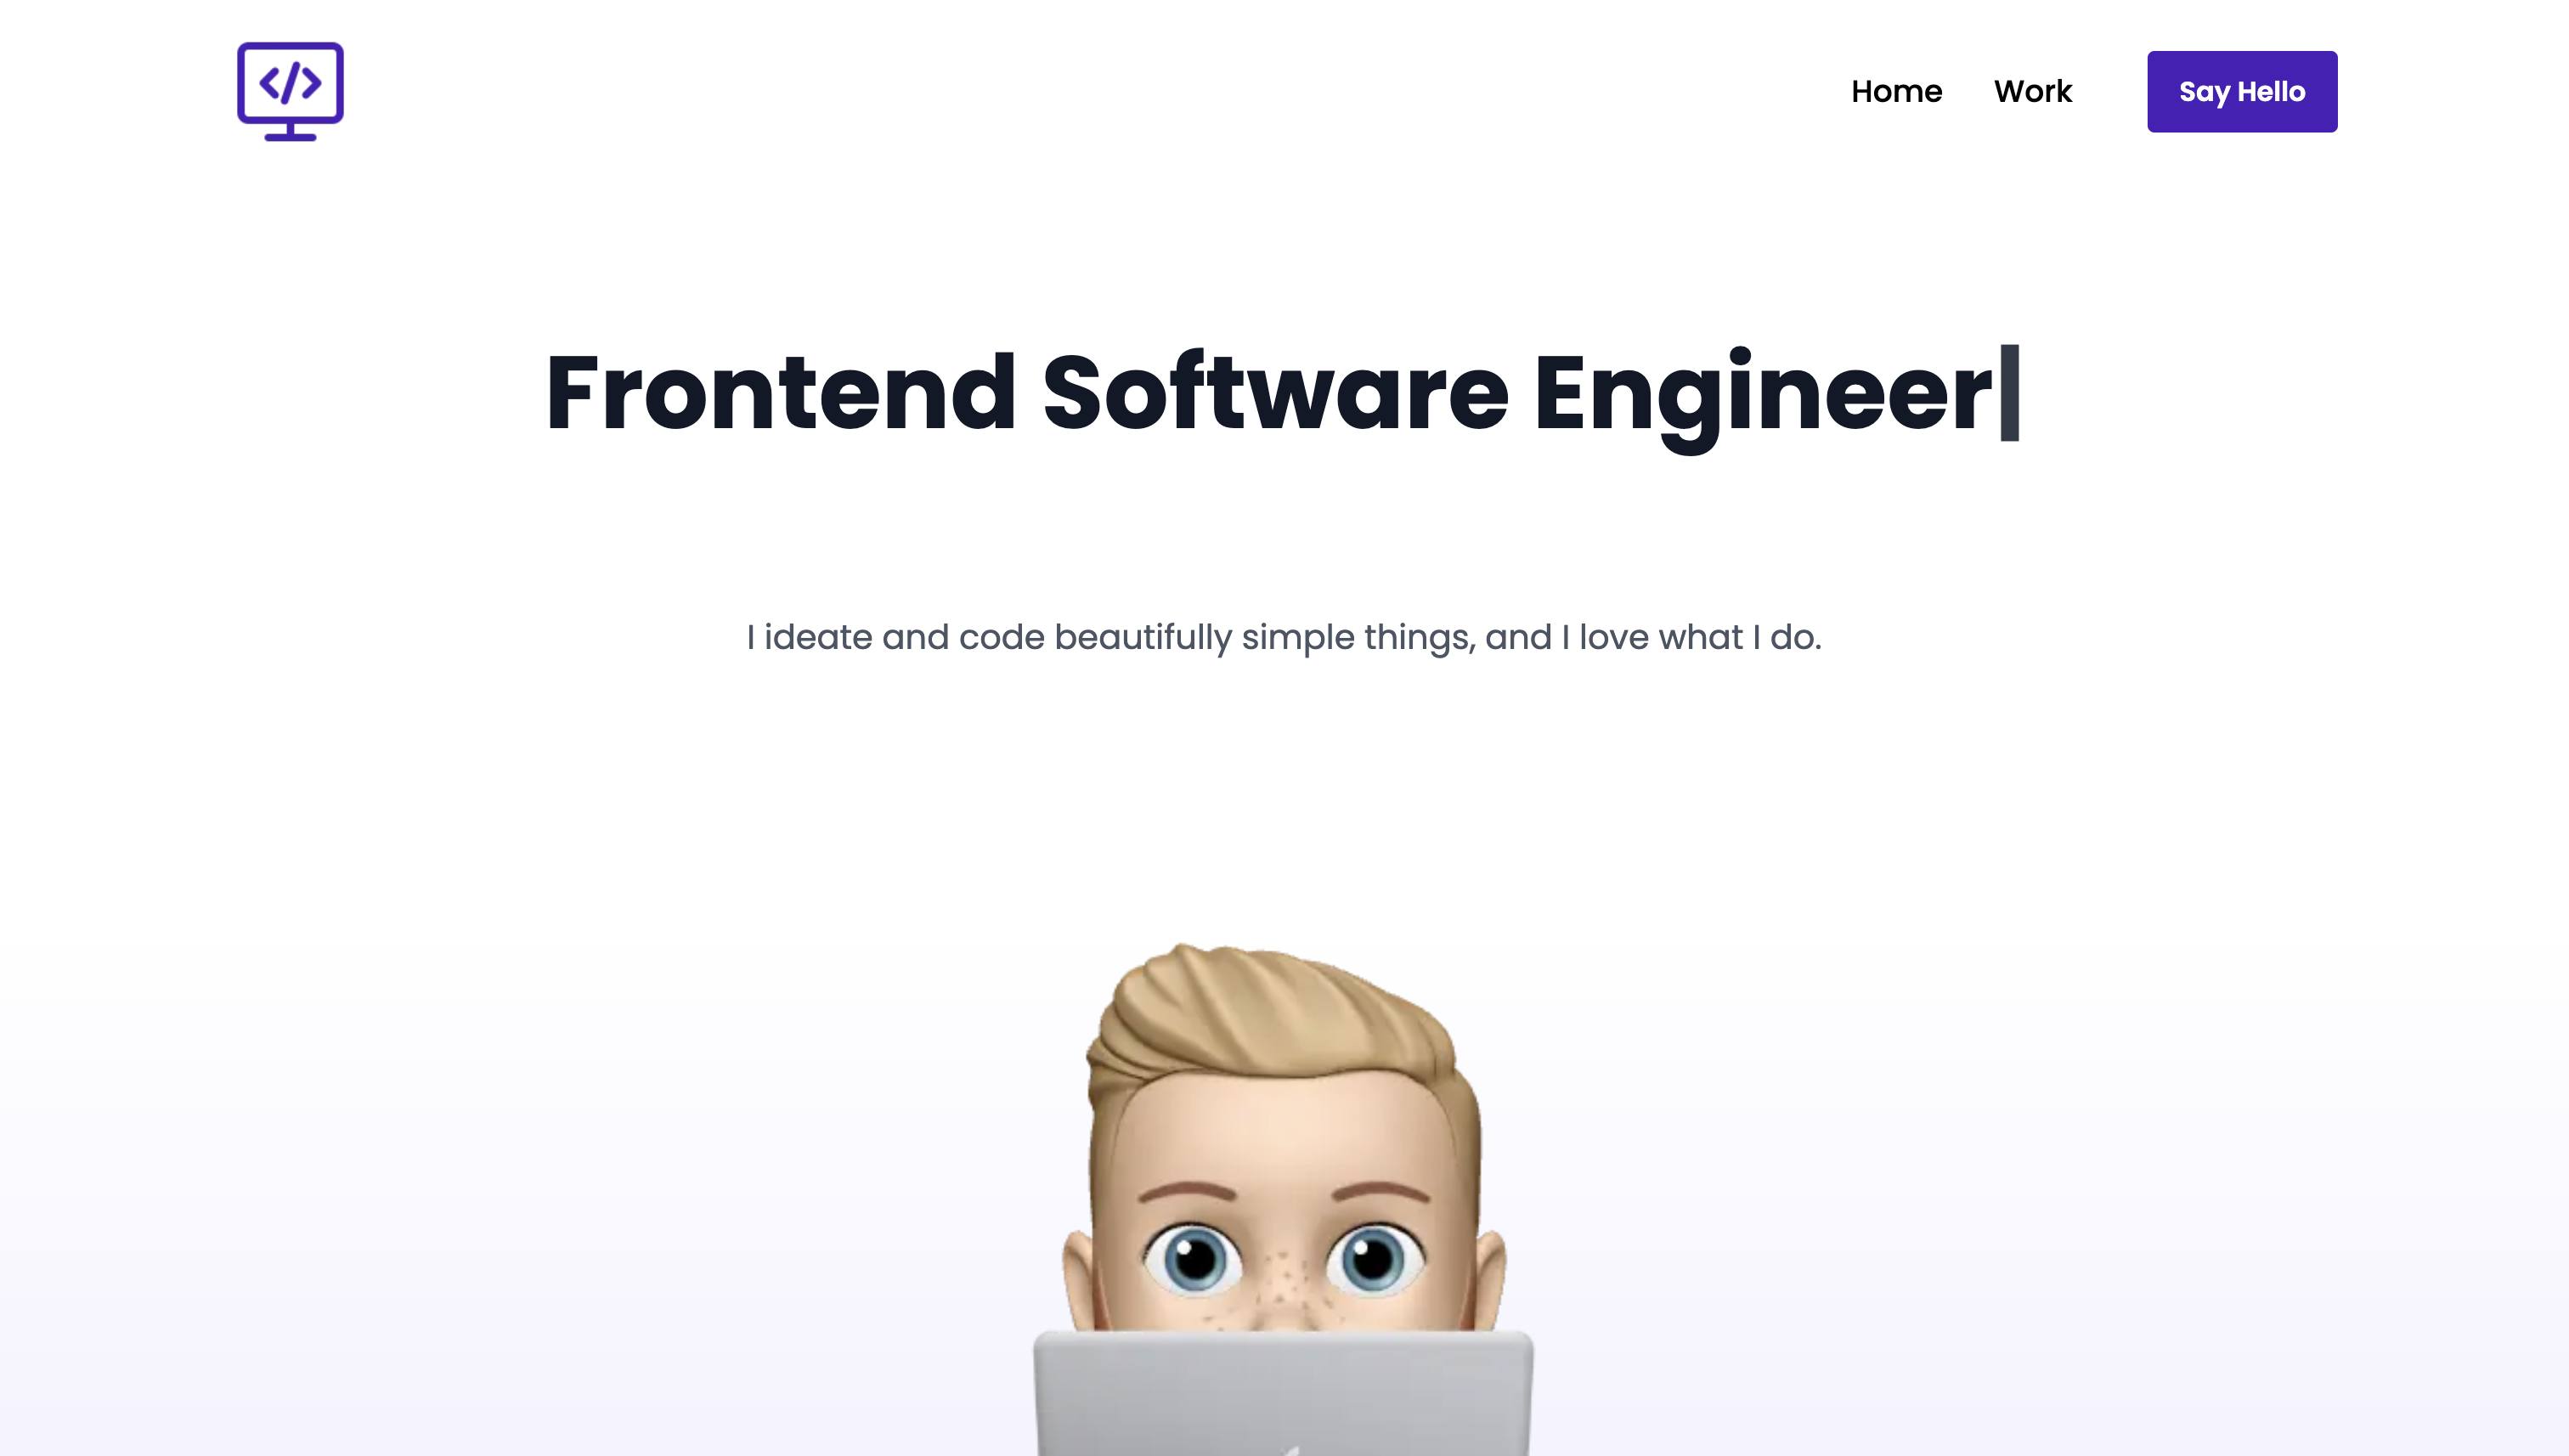 </>
Home
Work
Say Hello
Frontend Software Engineer|
I ideate and code beautifully simple things, and I love what I do.